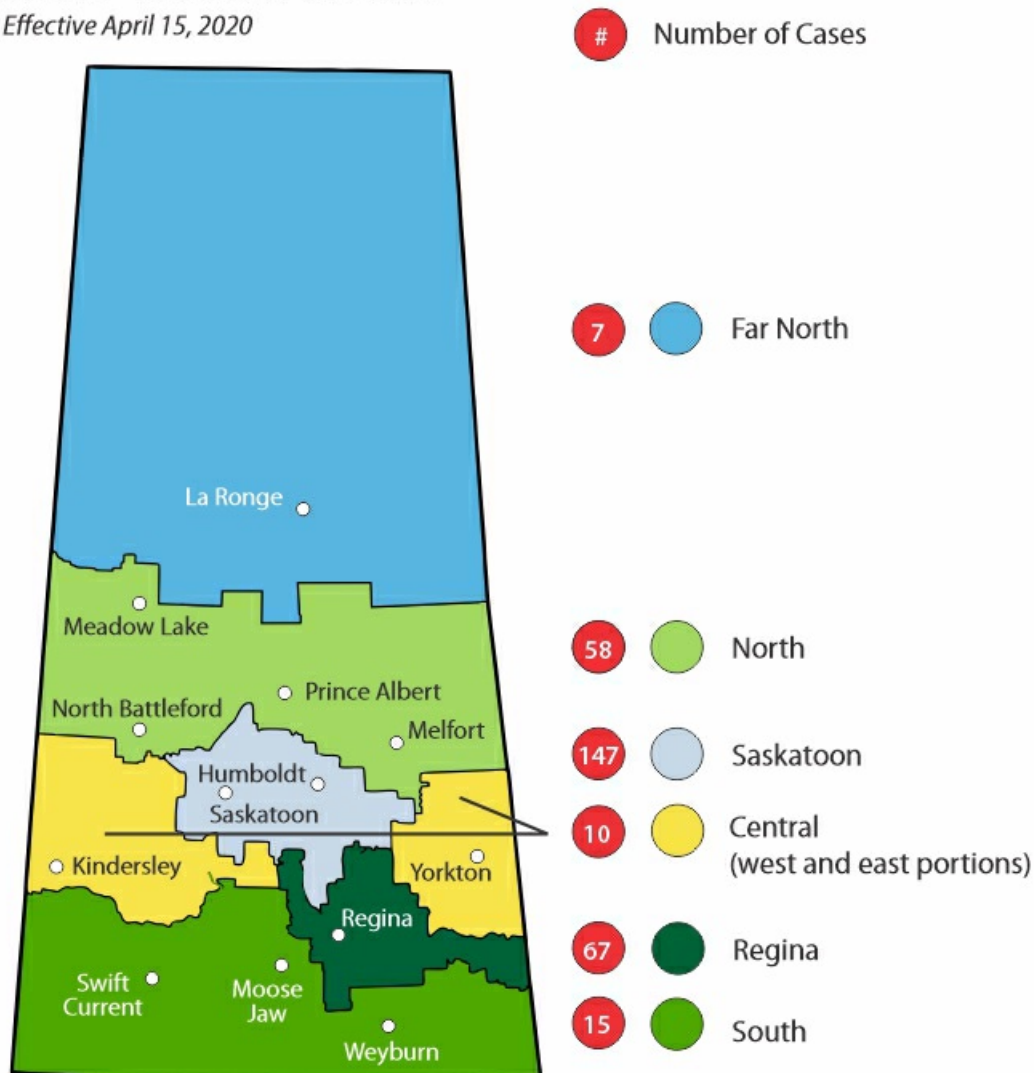 Effective April 15, 2020
# Number of Cases
7 Far North
La Ronge
Meadow Lake
58 North
Prince Albert
North Battleford
Melfort
147 Saskatoon
Humboldt
Saskatoon
10 Central
(west and east portions)
Kindersley
Yorkton
Regina
67 Regina
Swift
Current
Moose
Jaw
15 South
Weyburn